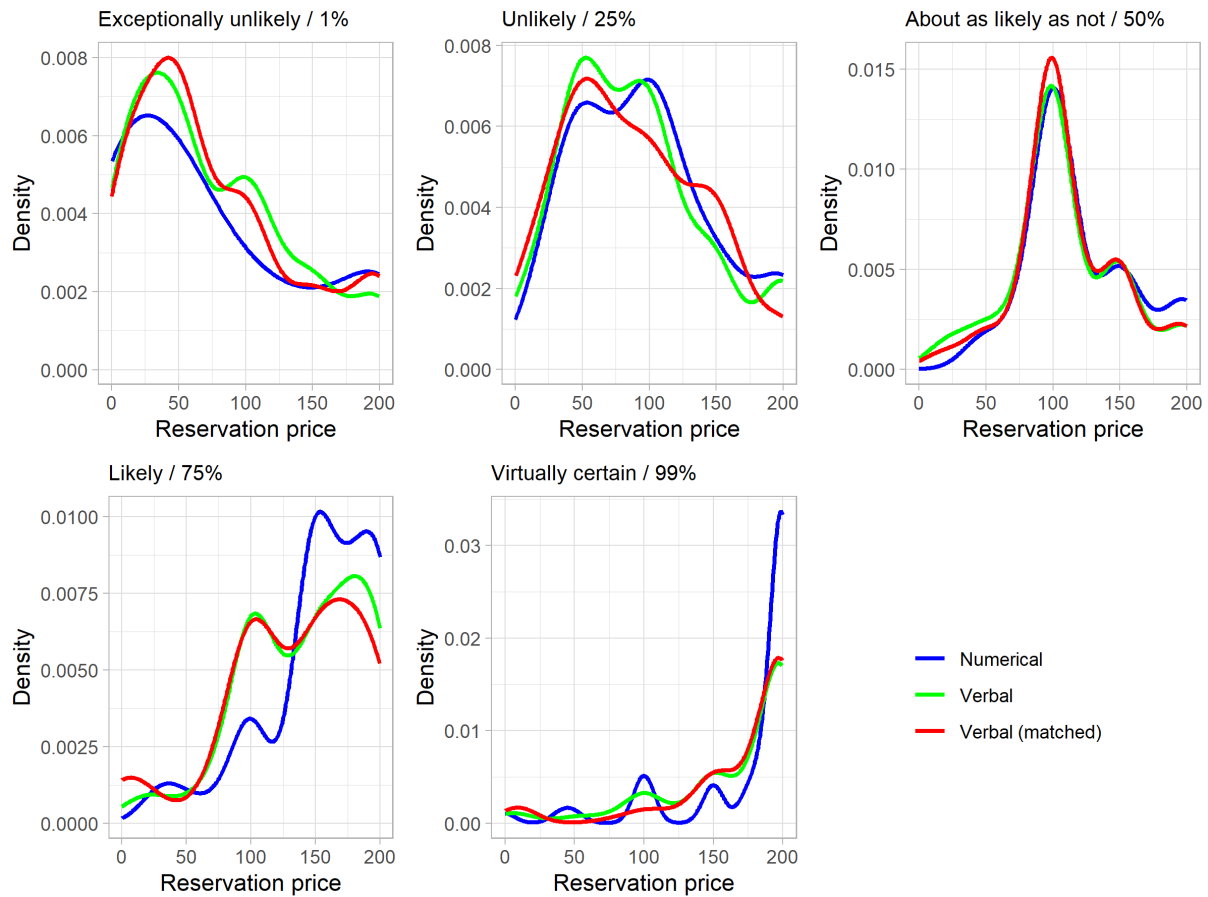 Exceptionally unlikely / 1%
0.008
0.006
0.004
0.002
0.000
Density
0 50 100 150 200
Reservation price
Unlikely / 25%
0.008
0.006
0.004
0.002
0.000
Density
0 50 100 150 200
Reservation price
About as likely as not / 50%
0.015
0.010
0.005
0.000
Density
0 50 100 150 200
Reservation price
Likely / 75%
0.0100
0.0075
0.0050
0.0025
0.0000
Density
0 50 100 150 200
Reservation price
Virtually certain / 99%
0.03
0.02
0.01
0.00
Density
0 50 100 150 200
Reservation price
Numerical
Verbal
Verbal (matched)